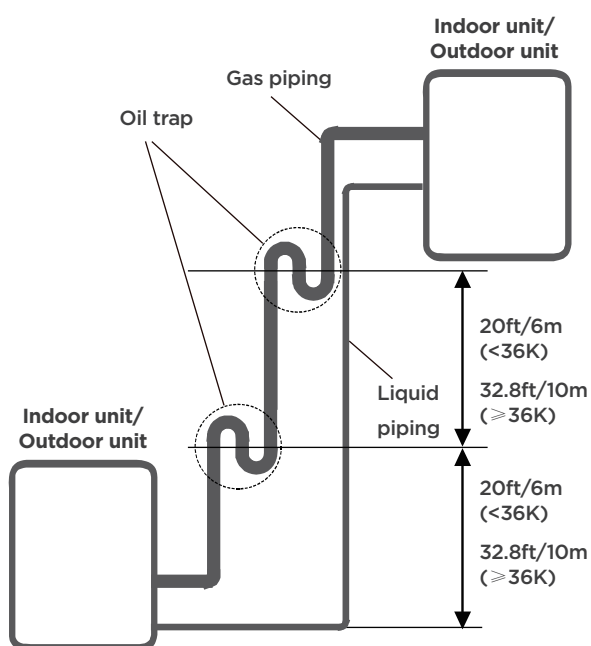 Indoor unit/
Outdoor unit
Gas piping
Oil trap
20ft/6m
(<36K)
32.8ft/10m
(⩾36K)
Liquid
piping
Indoor unit/
Outdoor unit
20ft/6m
(<36K)
32.8ft/10m
(⩾36K)